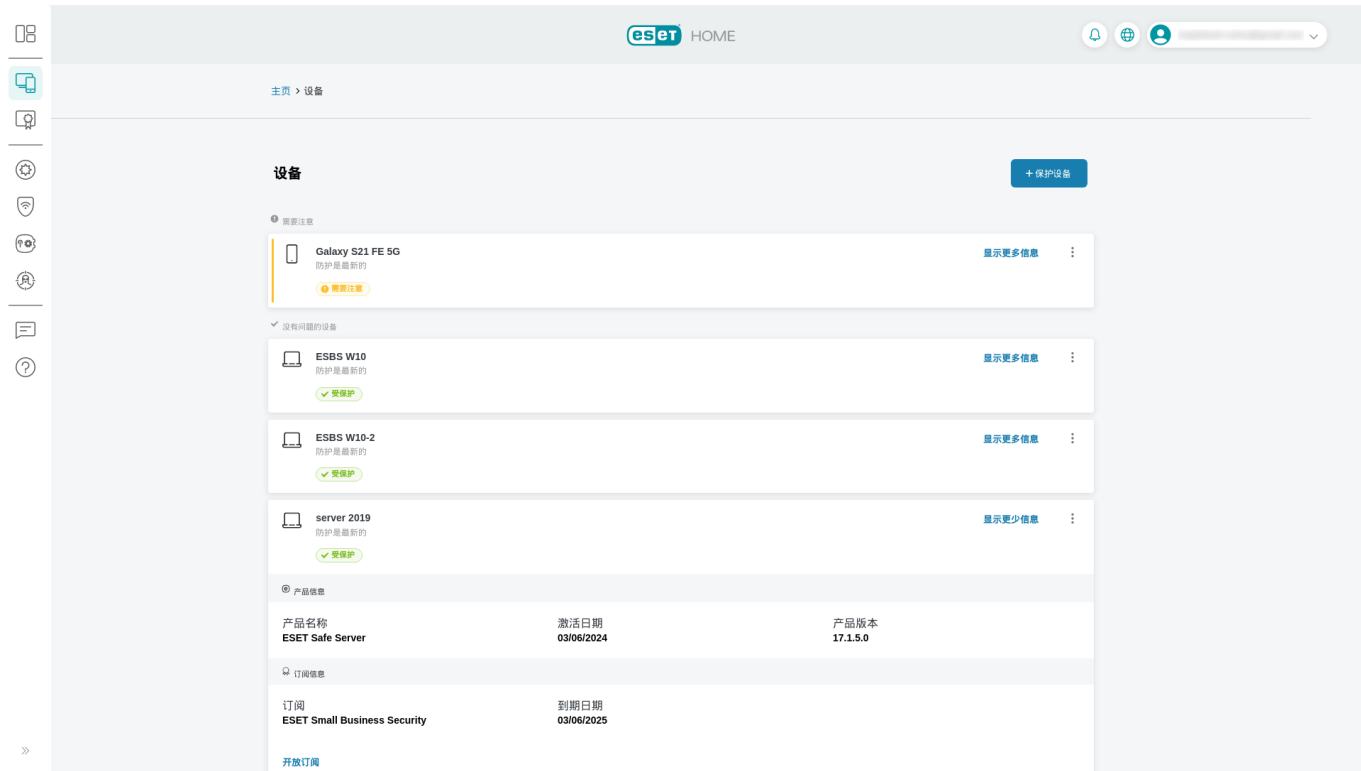 eset HOME
主页 > 设备
设备
+ 保护设备
需要注意
Galaxy S21 FE 5G
显示更多信息
防护是最新的
需要注意
没有问题的设备
ESBS W10
显示更多信息
防护是最新的
受保护
ESBS W10-2
显示更多信息
防护是最新的
受保护
server 2019
显示更少信息
防护是最新的
受保护
产品信息
产品名称 激活日期 产品版本
ESET Safe Server 03/06/2024 17.1.5.0
订阅信息
订阅 到期日期
ESET Small Business Security 03/06/2025
开放订阅